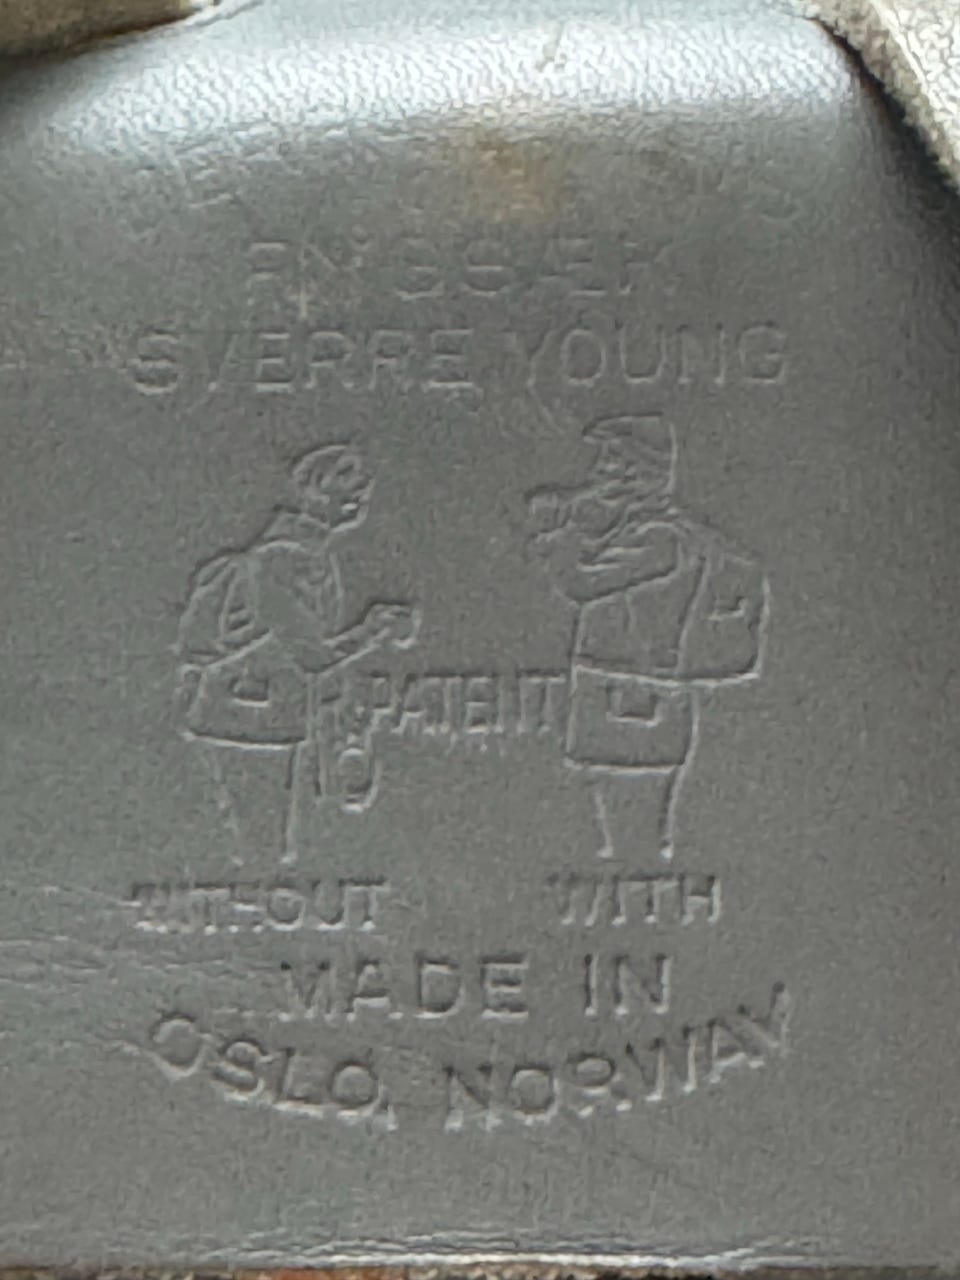 SVERRE YOUNG
PATENT
WITHOUT WITH
MADE IN
OSLO, NORWAY